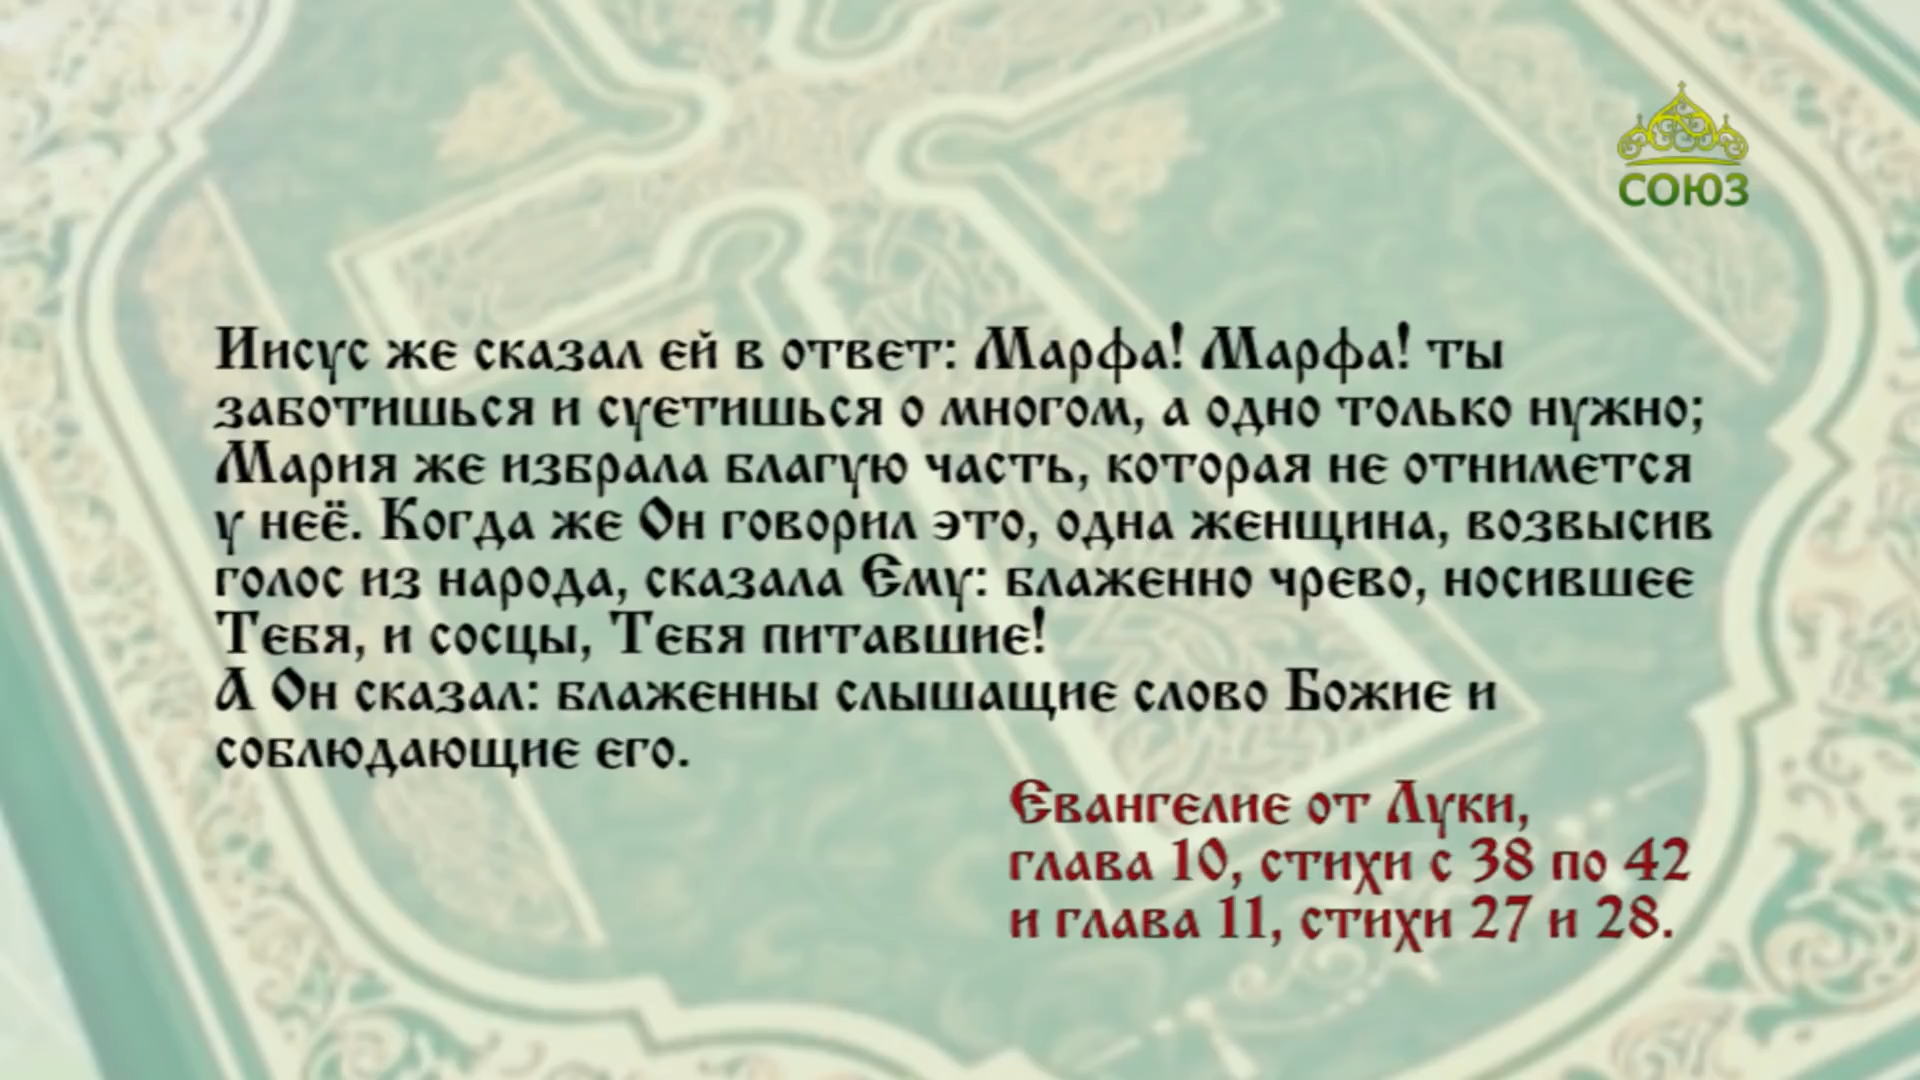 СОЮЗ
Иисус же сказал ей в ответ: Марфа! Марфа! ты
заботишься и суетишься о многом, а одно только нужно;
Мария же избрала благую часть, которая не отнимется
у неё. Когда же Он говорил это, одна женщина, возвысив
голос из народа, сказала Ему: блаженно чрево, носившее
Тебя, и сосцы, Тебя питавшие!
А Он сказал: блаженны слышащие слово Божие и
соблюдающие его.
Евангелие от Луки,
глава 10, стихи с 38 по 42
и глава 11, стихи 27 и 28.